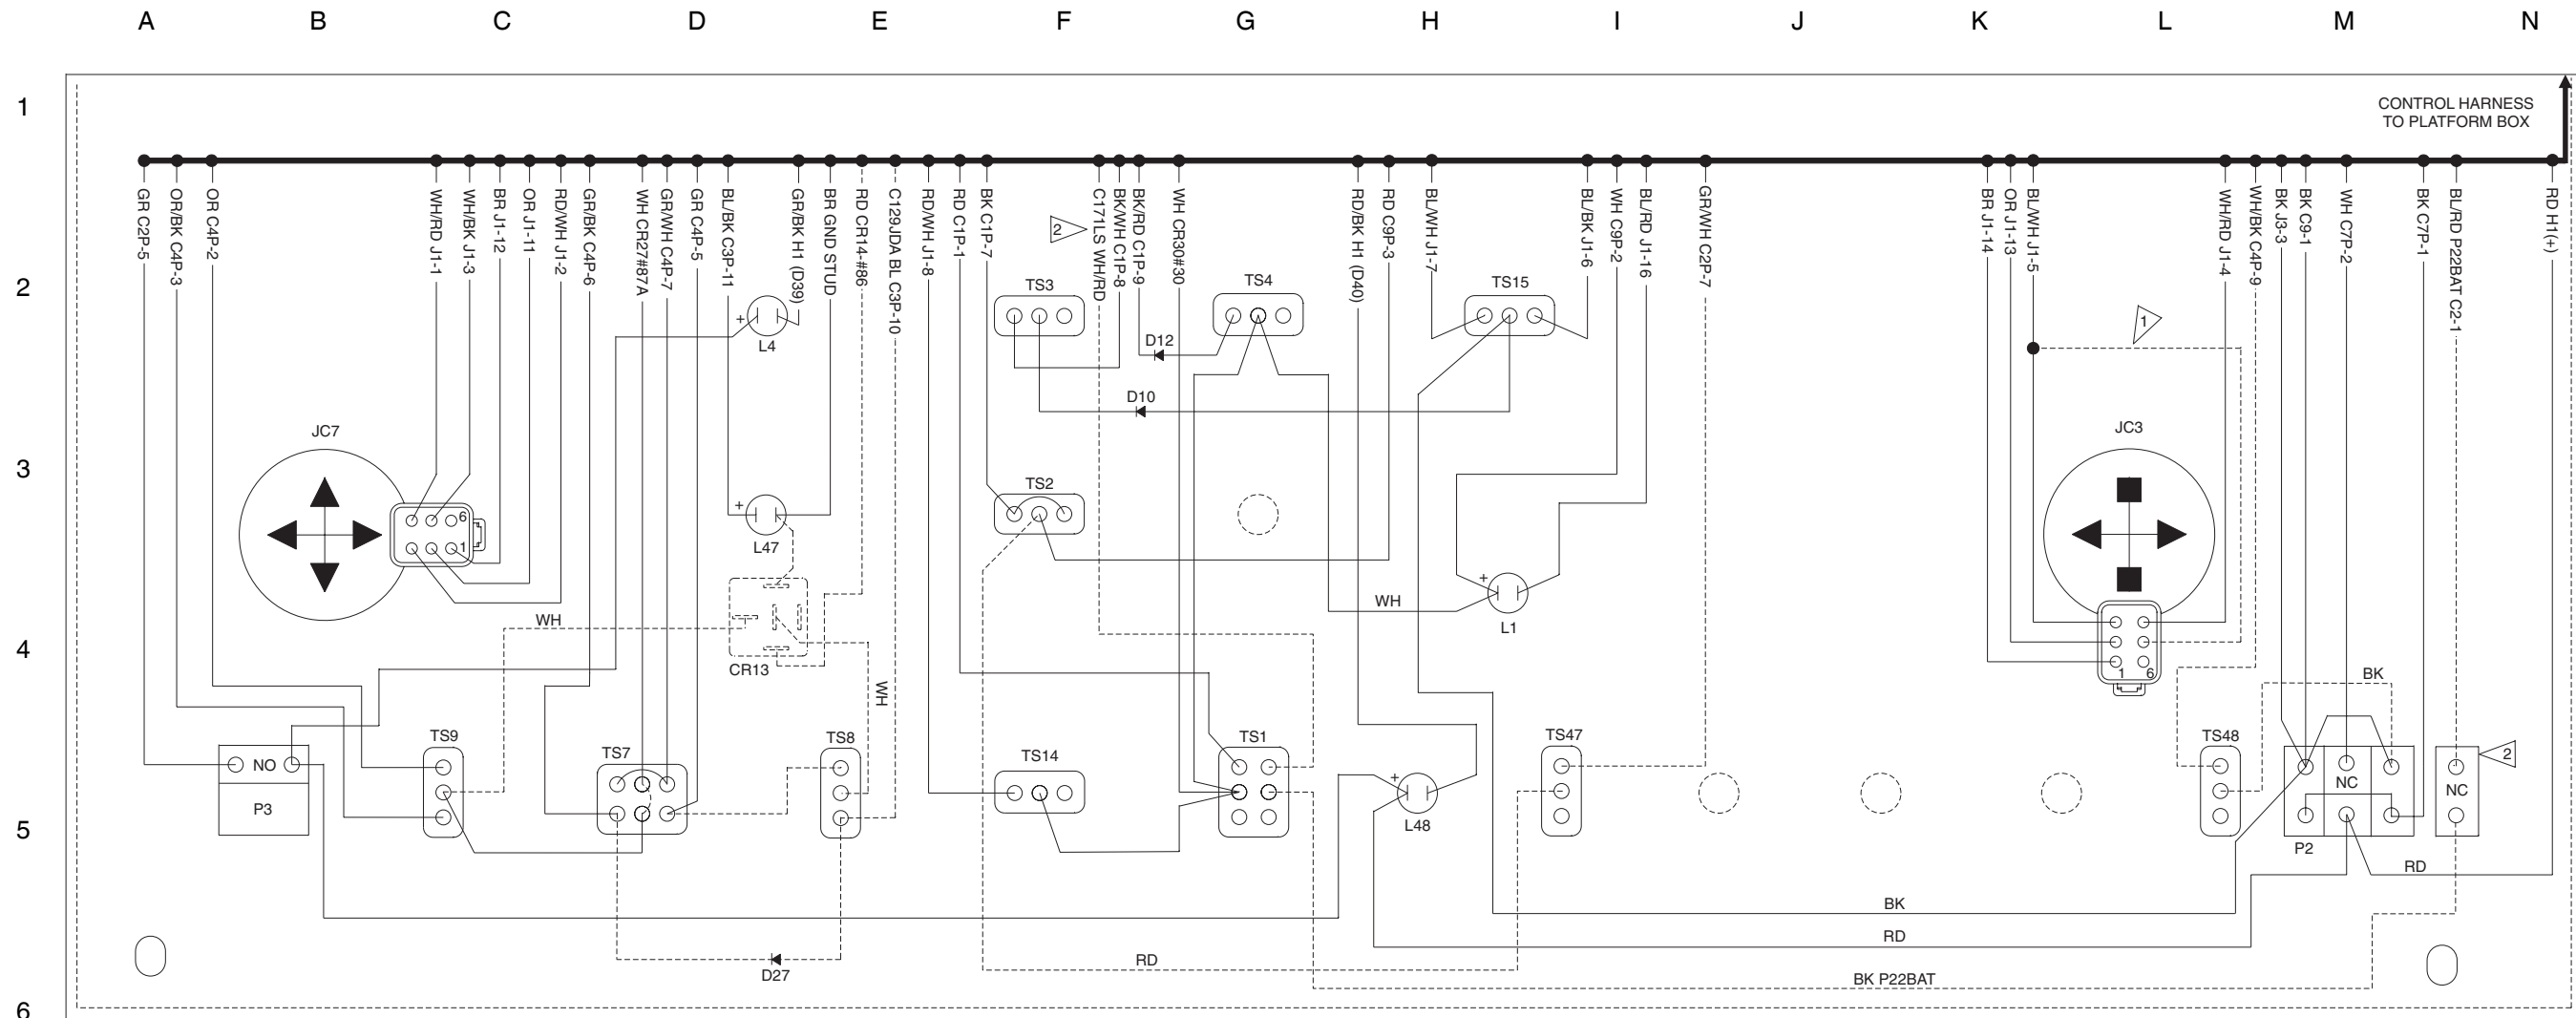 A B C D E F G H I J K L M N
1
CONTROL HARNESS
TO PLATFORM BOX
GR C2P-5
OR/BK C4P-3
OR C4P-2
WH/RD J1-1
WH/BK J1-3
BR J1-12
OR J1-11
RD/WH J1-2
GR/BK C4P-6
WH CR27#87A
GR/WH C4P-7
GR C4P-5
BL/BK C3P-11
GR/BK H1 (D39)
BR GND STUD
RD CR14-#86
C129JDA BL C3P-10
RD/WH J1-8
RD C1P-1
BK C1P-7
C171LS WH/RD
BK/WH C1P-8
BK/RD C1P-9
WH CR30#30
RD/BK H1 (D40)
RD C9P-3
BL/WH J1-7
BL/BK J1-6
WH C9P-2
BL/RD J1-16
GR/WH C2P-7
BR J1-14
OR J1-13
BL/WH J1-5
WH/RD J1-4
WH/BK C4P-9
BK J3-3
BK C9-1
WH C7P-2
BK C7P-1
BL/RD P22BAT C2-1
RD H1(+)
2
2
TS3
TS4
TS15
+
L4
D12
1
D10
JC7
JC3
3
TS2
+
L47
6
1
+
WH
WH
L1
4
CR13
1 6
WH
BK
TS9
TS7
TS8
TS14
TS1
TS47
TS48
2
NO
+
NC
NC
P3
L48
5
P2
RD
BK
RD
RD
D27
BK P22BAT
6